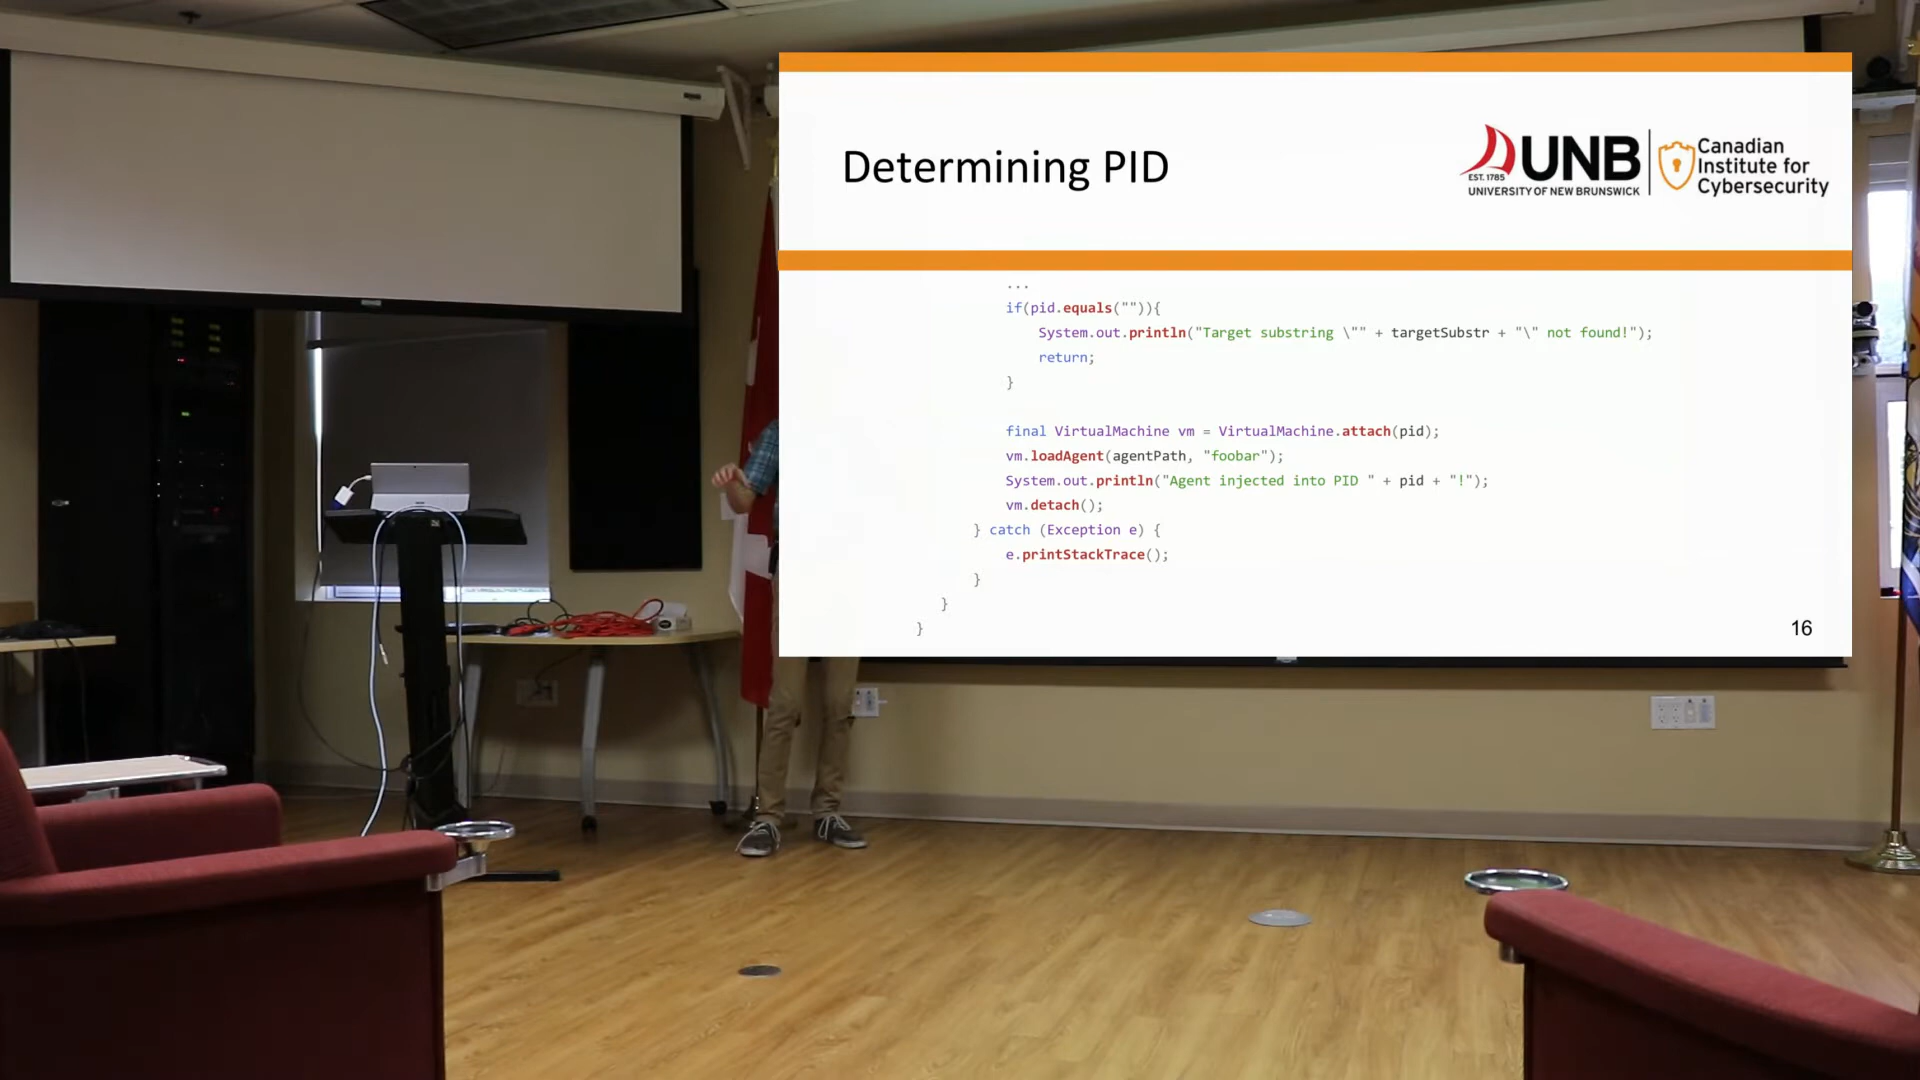 Determining PID
EST. 1785
UNB
UNIVERSITY OF NEW BRUNSWICK
Canadian
Institute for
Cybersecurity
...
if(pid.equals("")){
System.out.println("Target substring \"" + targetSubstr + "\" not found!");
return;
}
final VirtualMachine vm = VirtualMachine.attach(pid);
vm.loadAgent(agentPath, "foobar");
System.out.println("Agent injected into PID " + pid + "!");
vm.detach();
} catch (Exception e) {
e.printStackTrace();
}
}
}
16